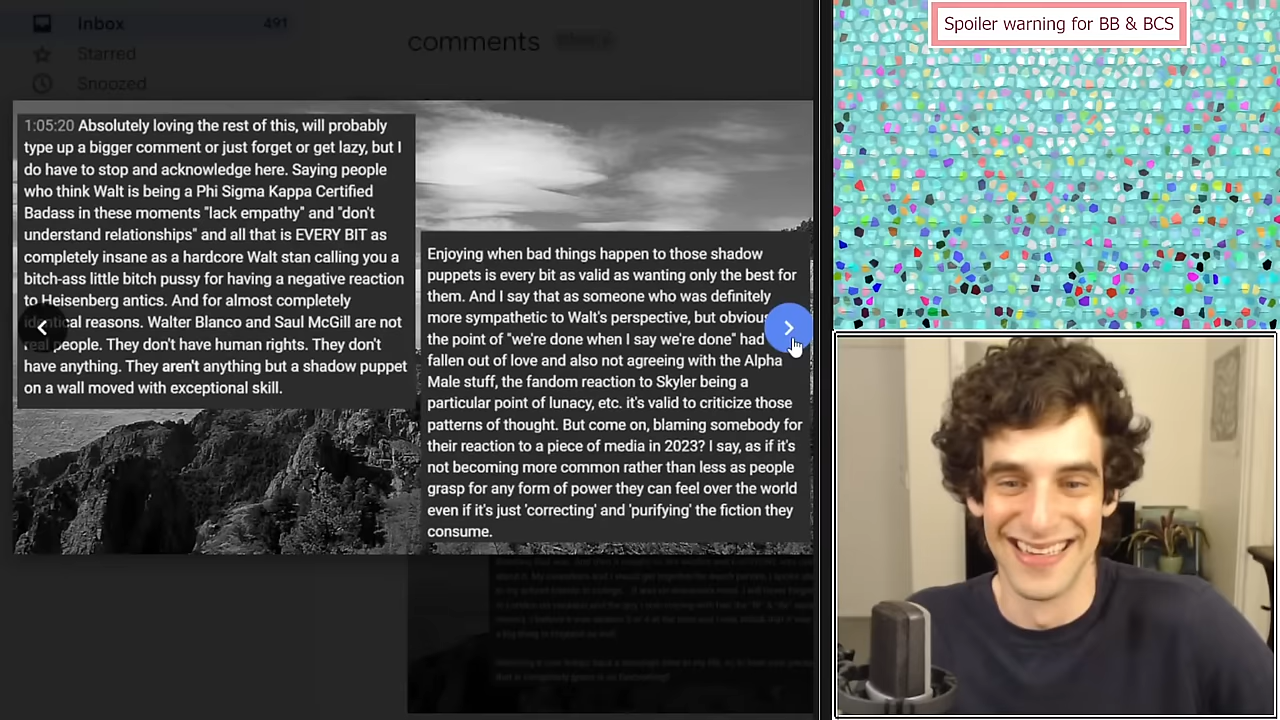 Inbox
491
Starred
Snoozed
comments
Spoiler warning for BB & BCS
1:05:20 Absolutely loving the rest of this, will probably
type up a bigger comment or just forget or get lazy, but I
do have to stop and acknowledge here. Saying people
who think Walt is being a Phi Sigma Kappa Certified
Badass in these moments "lack empathy" and "don't
understand relationships" and all that is EVERY BIT as
completely insane as a hardcore Walt stan calling you a
bitch-ass little bitch pussy for having a negative reaction
to Heisenberg antics. And for almost completely
identical reasons. Walter Blanco and Saul McGill are not
real people. They don't have human rights. They don't
have anything. They aren't anything but a shadow puppet
on a wall moved with exceptional skill.
Enjoying when bad things happen to those shadow
puppets is every bit as valid as wanting only the best for
them. And I say that as someone who was definitely
more sympathetic to Walt's perspective, but obvious
the point of "we're done when I say we're done" had
fallen out of love and also not agreeing with the Alpha
Male stuff, the fandom reaction to Skyler being a
particular point of lunacy, etc. it's valid to criticize those
patterns of thought. But come on, blaming somebody for
their reaction to a piece of media in 2023? I say, as if it's
not becoming more common rather than less as people
grasp for any form of power they can feel over the world
even if it's just 'correcting' and 'purifying' the fiction they
consume.